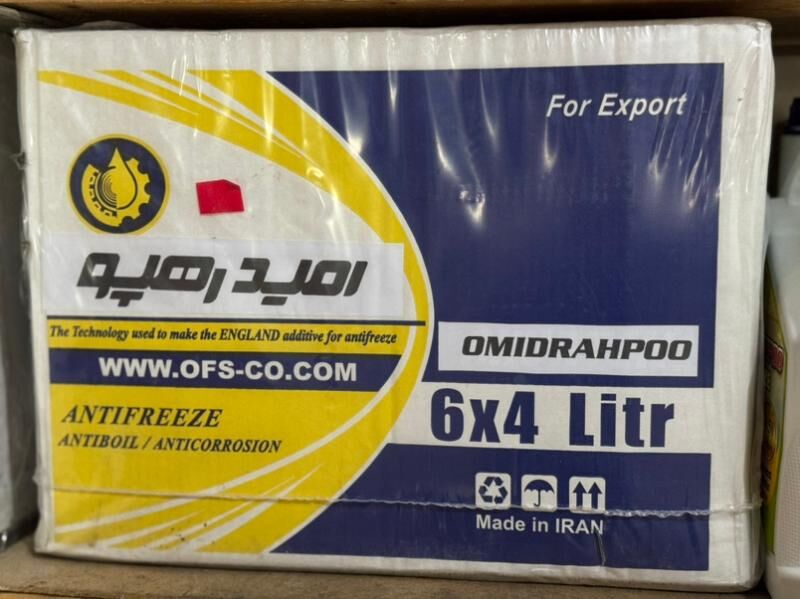 For Export
امید رهپو
The Technology used to make the ENGLAND additive for antifreeze
OMIDRAHPOO
WWW.OFS-CO.COM
6x4 Litr
ANTIFREEZE
ANTIBOIL / ANTICORROSION
Made in IRAN